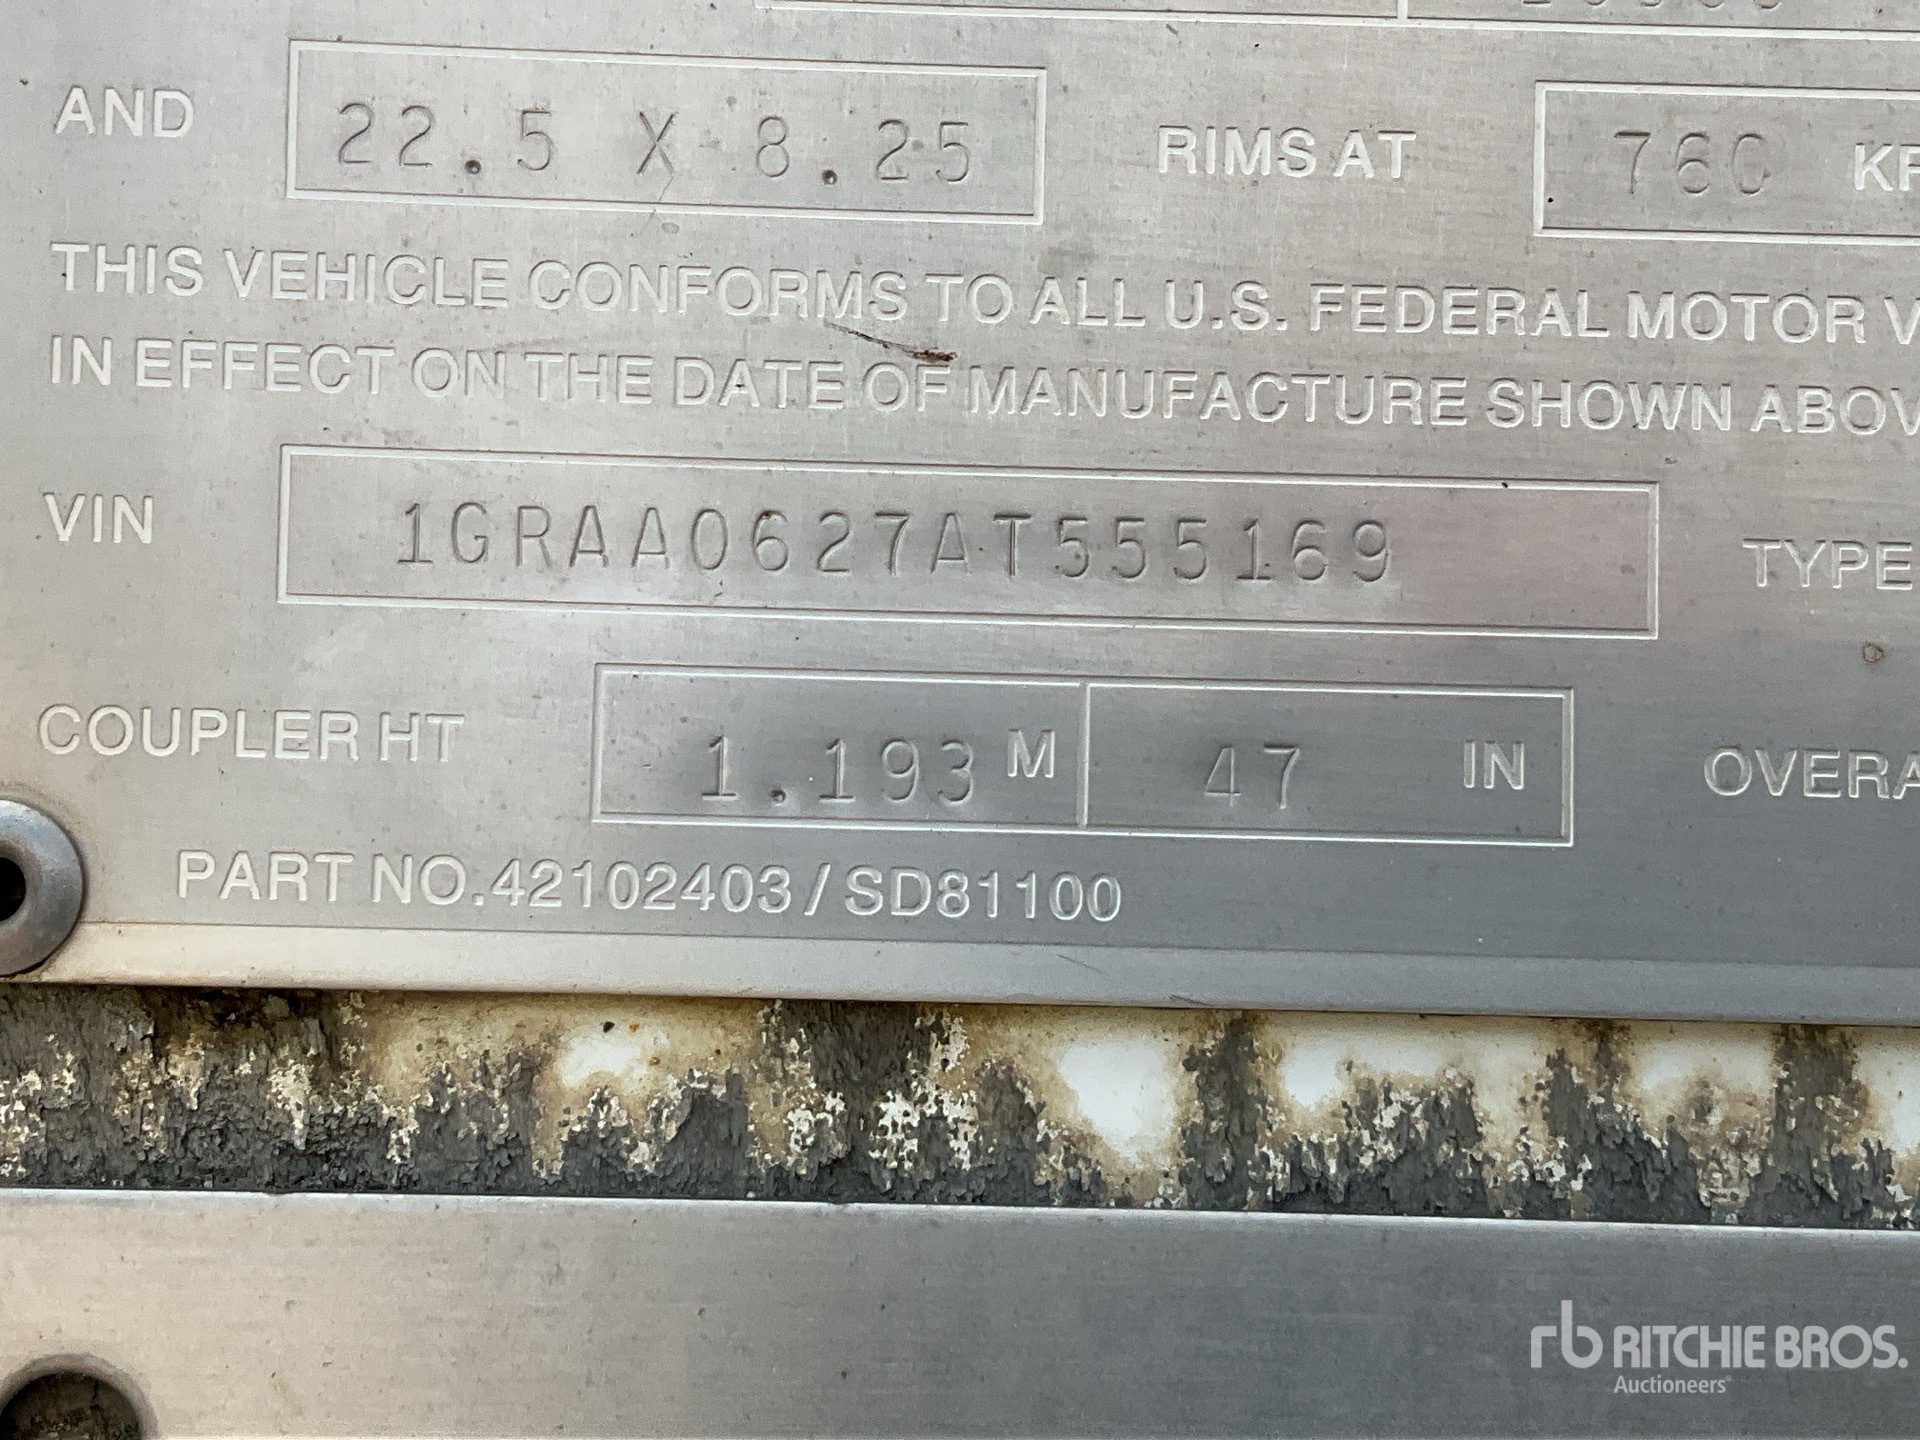 AND 22.5 X 8.25 RIMS AT 760
THIS VEHICLE CONFORMS TO ALL U.S. FEDERAL MOTOR V
IN EFFECT ON THE DATE OF MANUFACTURE SHOWN ABOV
VIN 1GRAA0627AT555169 TYPE
COUPLER HT 1.193 M 47 IN OVERA
PART NO.42102403/SD81100
rb RITCHIE BROS.
Auctioneers